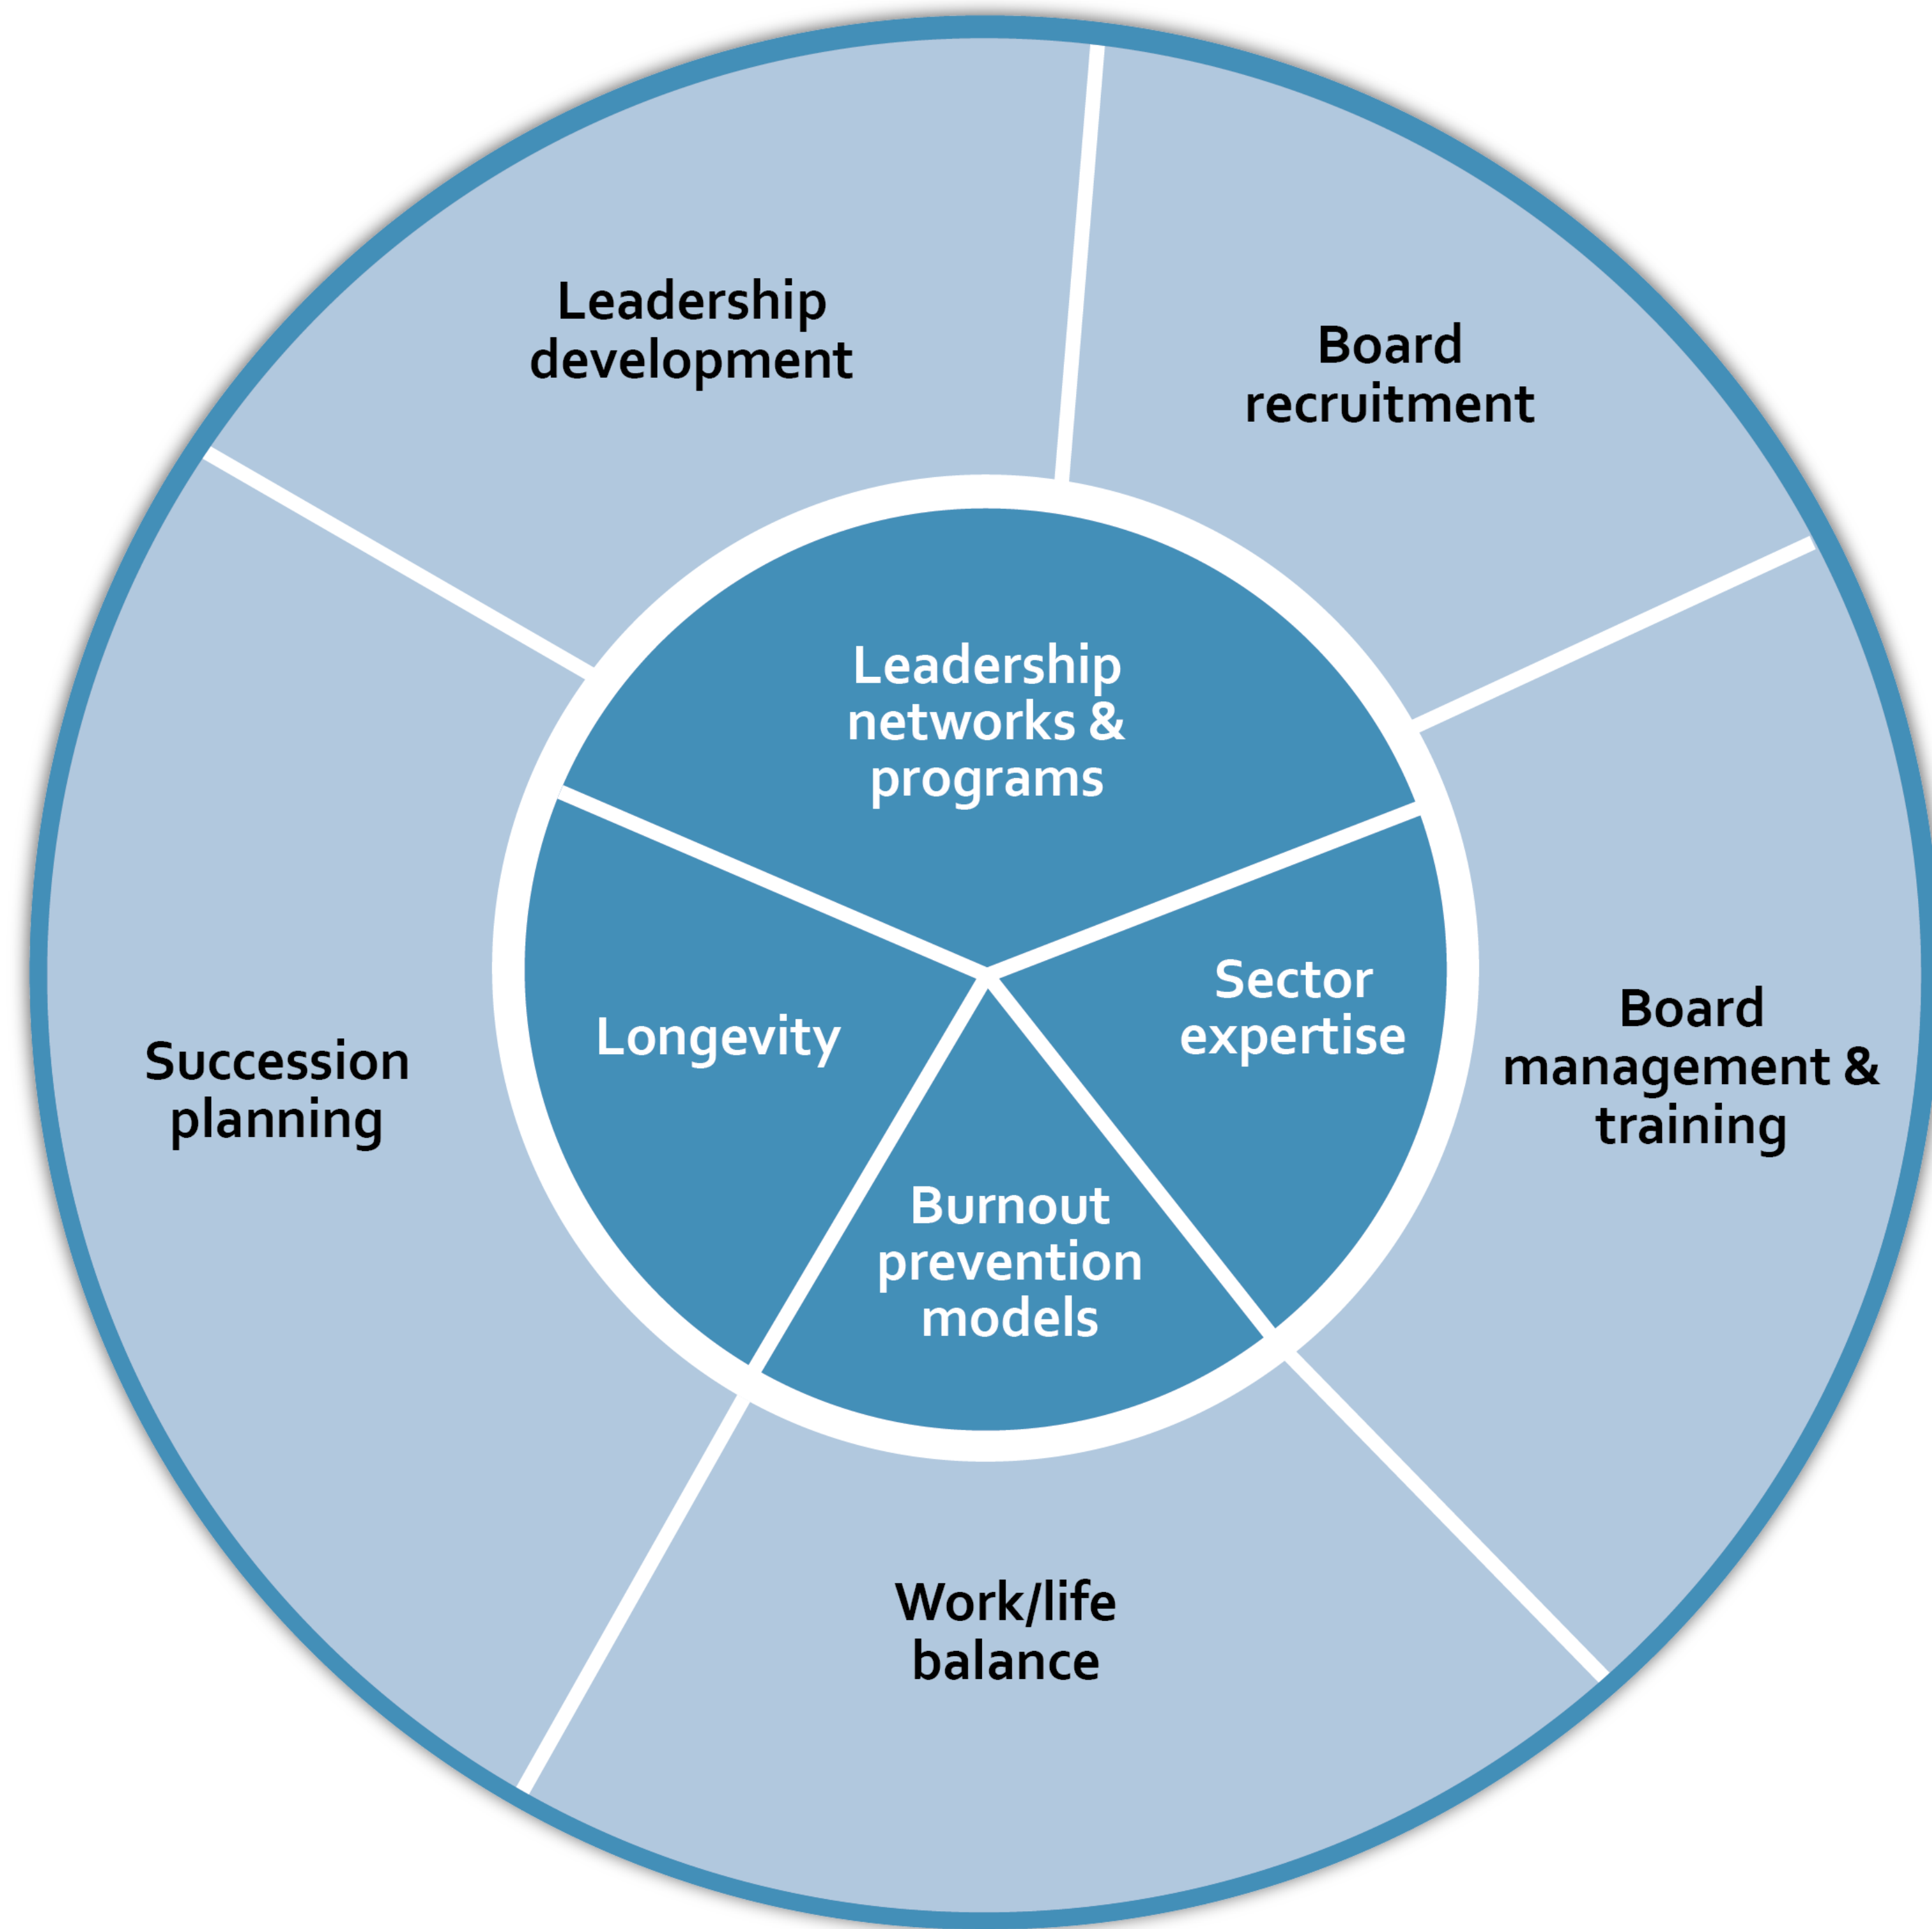 Leadership
development
Board
recruitment
Leadership
networks &
programs
Sector
expertise
Board
management &
training
Longevity
Succession
planning
Burnout
prevention
models
Work/life
balance